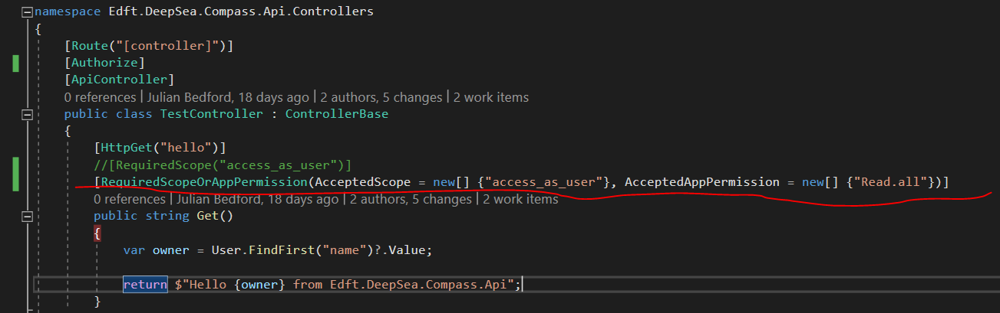 namespace Edft.DeepSea.Compass.Api.Controllers
{
[Route("[controller]")]
[Authorize]
[ApiController]
0 references | Julian Bedford, 18 days ago | 2 authors, 5 changes | 2 work items
public class TestController : ControllerBase
{
[HttpGet("hello")]
//[RequiredScope("access_as_user")]
[RequiredScopeOrAppPermission(AcceptedScope = new[] {"access_as_user"}, AcceptedAppPermission = new[] {"Read.all"})]
0 references | Julian Bedford, 18 days ago | 2 authors, 5 changes | 2 work items
public string Get()
{
var owner = User.FindFirst("name")?.Value;
return $"Hello {owner} from Edft.DeepSea.Compass.Api";
}